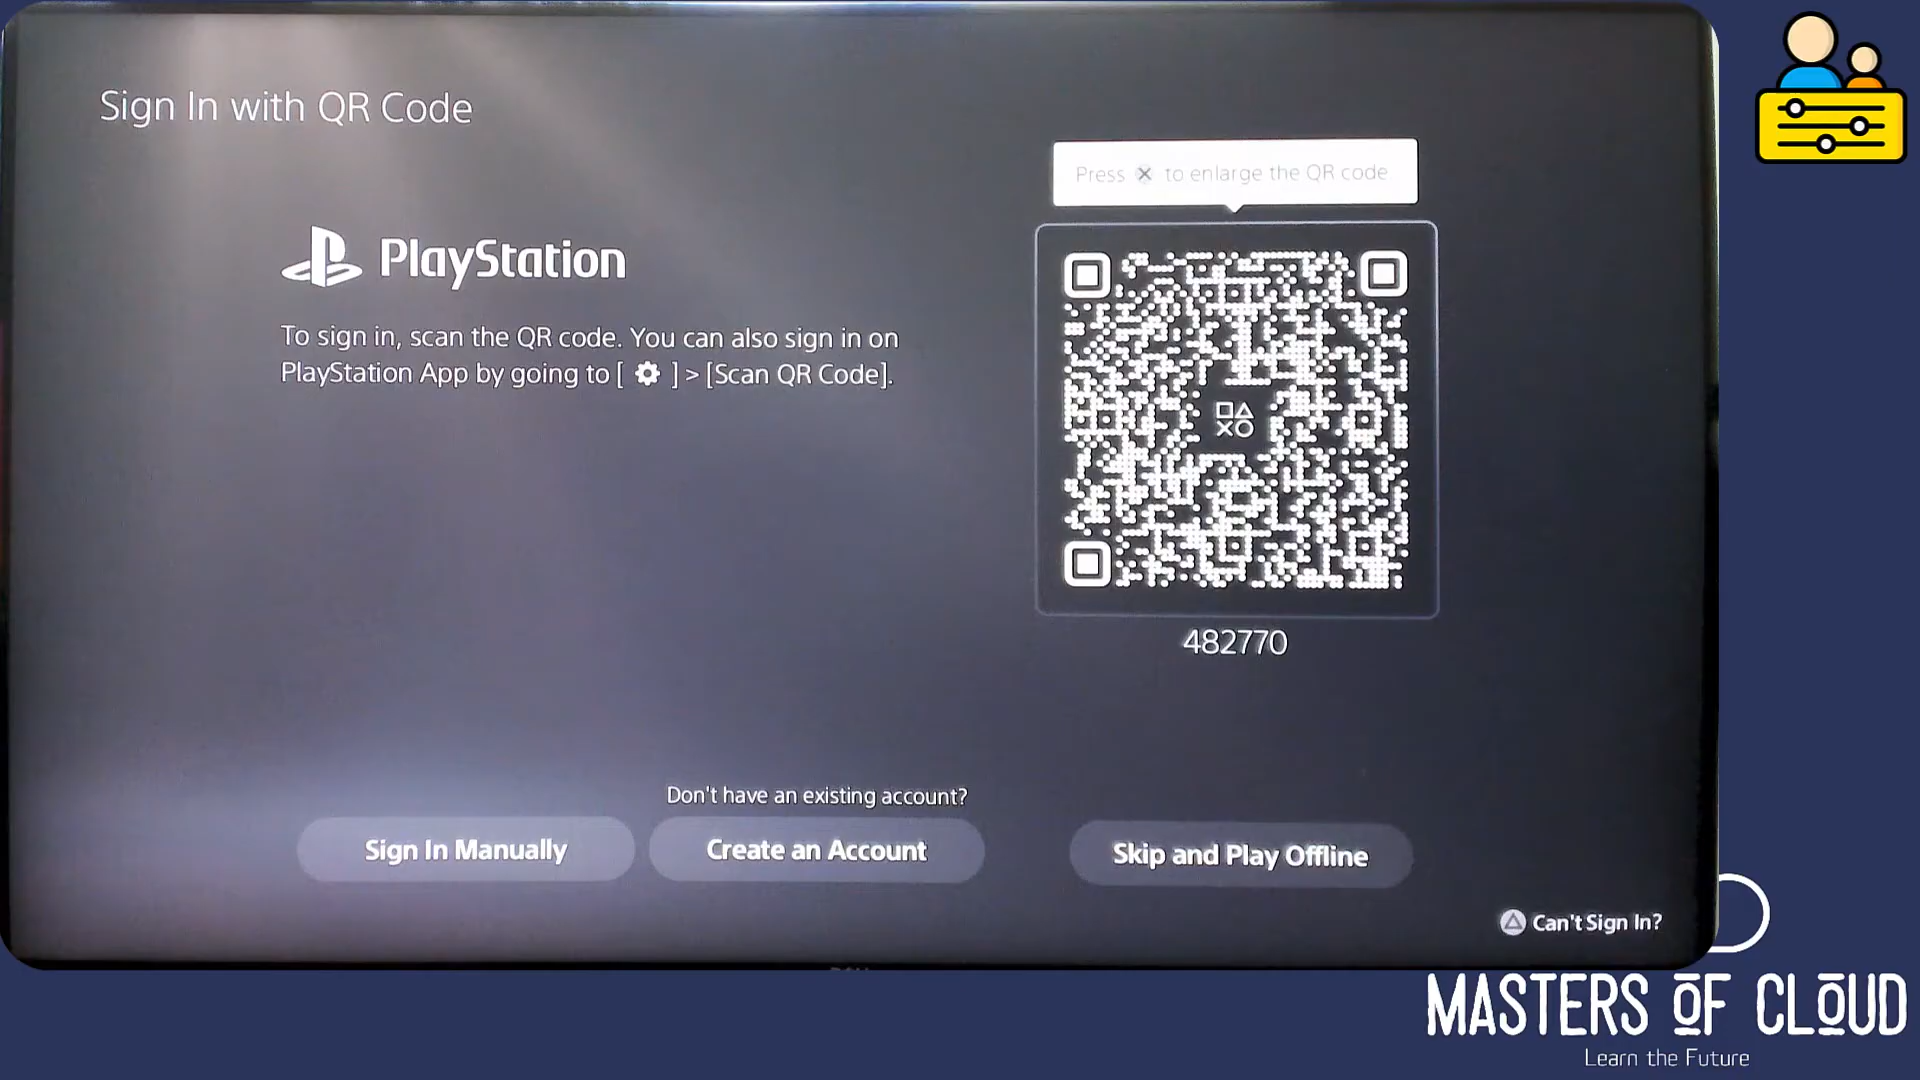 Sign In with QR Code
Press ✕ to enlarge the QR code
PlayStation
To sign in, scan the QR code. You can also sign in on
PlayStation App by going to [ ⚙ ] > [Scan QR Code].
482770
Don't have an existing account?
Sign In Manually
Create an Account
Skip and Play Offline
Can't Sign In?
MASTERS OF CLOUD
Learn the Future